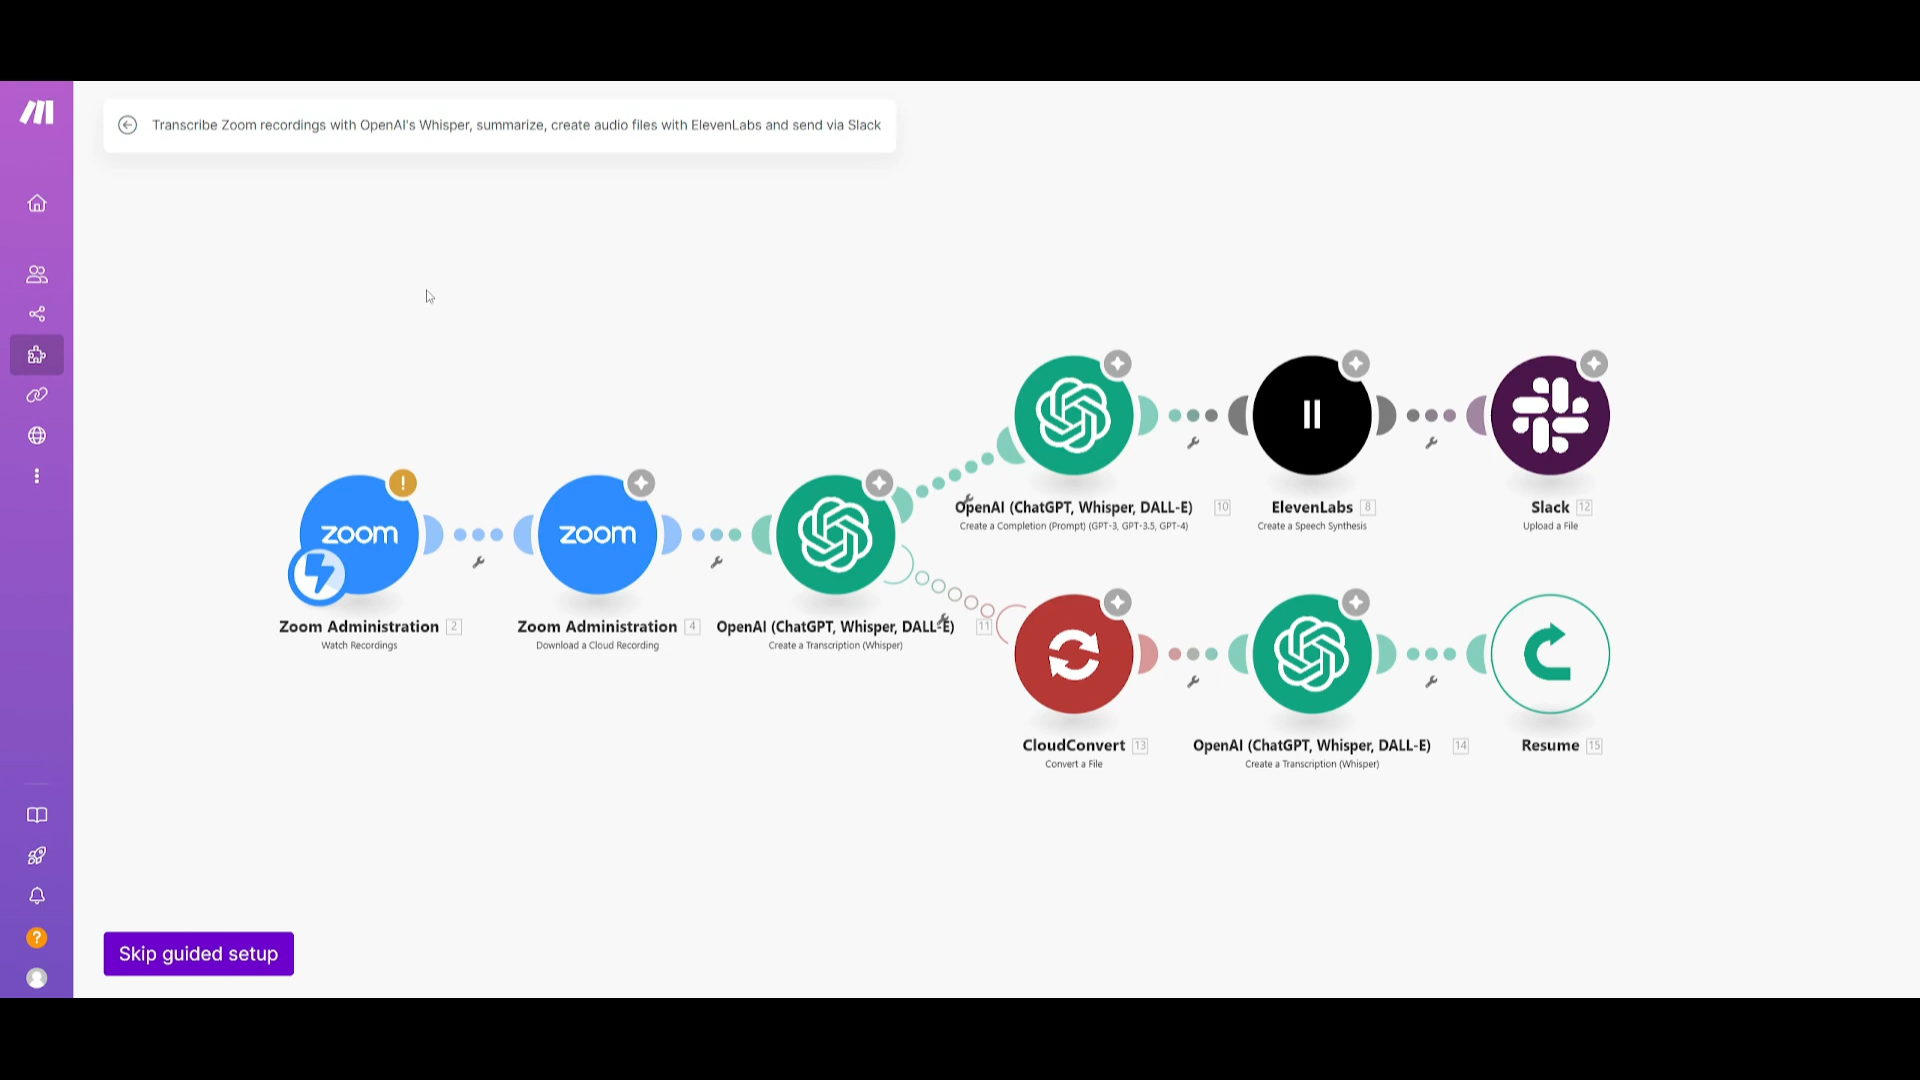 Transcribe Zoom recordings with OpenAI's Whisper, summarize, create audio files with ElevenLabs and send via Slack
OpenAI (ChatGPT, Whisper, DALL-E) 10
Create a Completion (Prompt) (GPT-3, GPT-3.5, GPT-4)
ElevenLabs 8
Create a Speech Synthesis
Slack 12
Upload a File
!
zoom
zoom
Zoom Administration 2
Watch Recordings
Zoom Administration 4
Download a Cloud Recording
OpenAI (ChatGPT, Whisper, DALL-E) 11
Create a Transcription (Whisper)
CloudConvert 13
Convert a File
OpenAI (ChatGPT, Whisper, DALL-E) 14
Create a Transcription (Whisper)
Resume 15
?
Skip guided setup